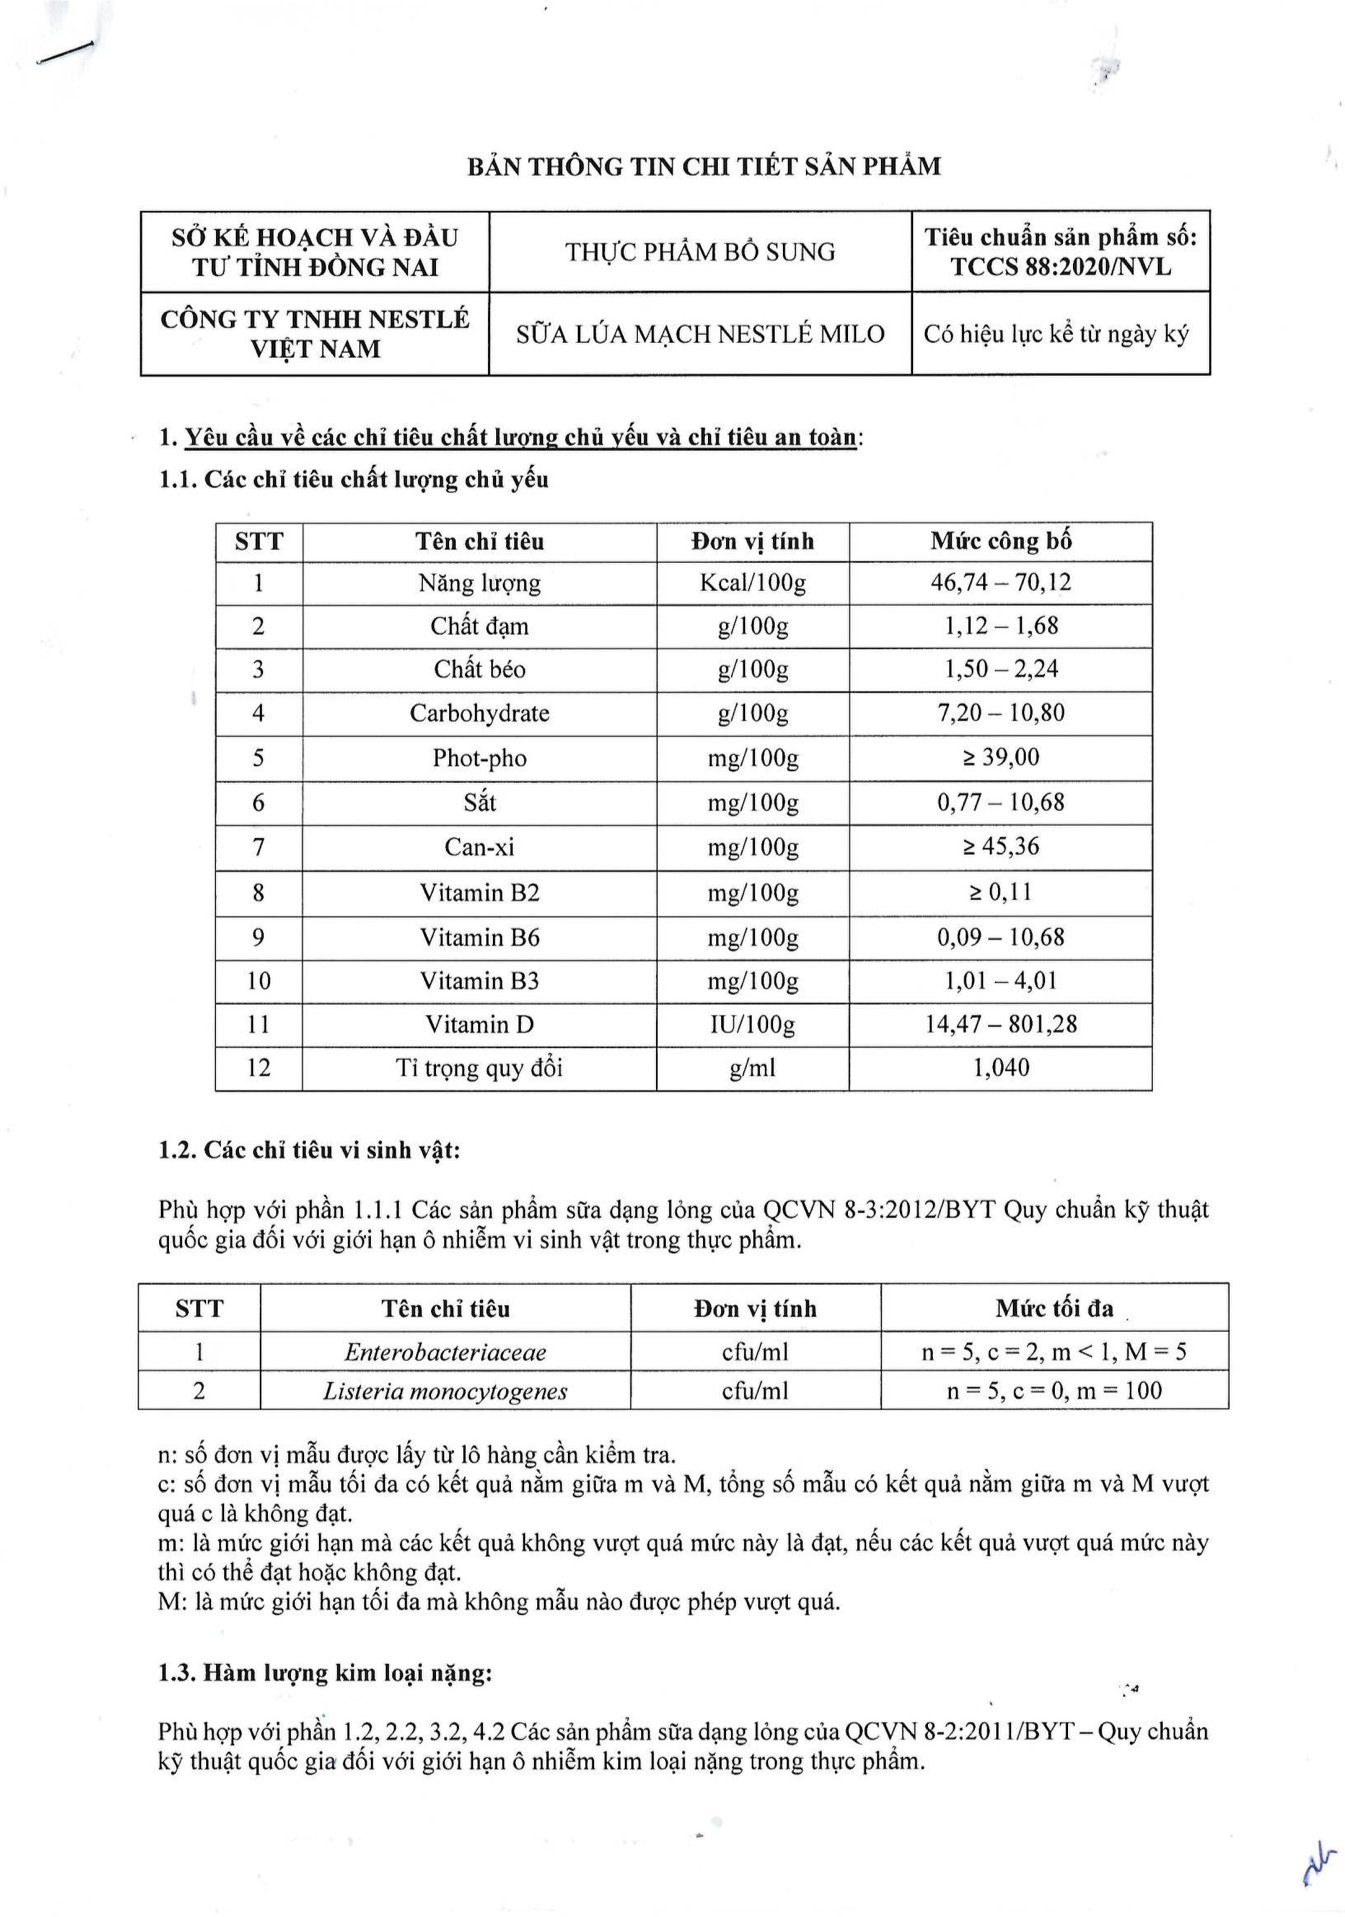 BẢN THÔNG TIN CHI TIẾT SẢN PHẨM
SỞ KẾ HOẠCH VÀ ĐẦU
TƯ TỈNH ĐỒNG NAI
THỰC PHẨM BỔ SUNG
Tiêu chuẩn sản phẩm số:
TCCS 88:2020/NVL
CÔNG TY TNHH NESTLÉ
VIỆT NAM
SỮA LÚA MẠCH NESTLÉ MILO
Có hiệu lực kể từ ngày ký
1. Yêu cầu về các chỉ tiêu chất lượng chủ yếu và chỉ tiêu an toàn:
1.1. Các chỉ tiêu chất lượng chủ yếu
STT Tên chỉ tiêu Đơn vị tính Mức công bố
1 Năng lượng Kcal/100g 46,74 – 70,12
2 Chất đạm g/100g 1,12 – 1,68
3 Chất béo g/100g 1,50 – 2,24
4 Carbohydrate g/100g 7,20 – 10,80
5 Phot-pho mg/100g ≥ 39,00
6 Sắt mg/100g 0,77 – 10,68
7 Can-xi mg/100g ≥ 45,36
8 Vitamin B2 mg/100g ≥ 0,11
9 Vitamin B6 mg/100g 0,09 – 10,68
10 Vitamin B3 mg/100g 1,01 – 4,01
11 Vitamin D IU/100g 14,47 – 801,28
12 Tỉ trọng quy đổi g/ml 1,040
1.2. Các chỉ tiêu vi sinh vật:
Phù hợp với phần 1.1.1 Các sản phẩm sữa dạng lỏng của QCVN 8-3:2012/BYT Quy chuẩn kỹ thuật
quốc gia đối với giới hạn ô nhiễm vi sinh vật trong thực phẩm.
STT Tên chỉ tiêu Đơn vị tính Mức tối đa
1 Enterobacteriaceae cfu/ml n = 5, c = 2, m < 1, M = 5
2 Listeria monocytogenes cfu/ml n = 5, c = 0, m = 100
n: số đơn vị mẫu được lấy từ lô hàng cần kiểm tra.
c: số đơn vị mẫu tối đa có kết quả nằm giữa m và M, tổng số mẫu có kết quả nằm giữa m và M vượt
quá c là không đạt.
m: là mức giới hạn mà các kết quả không vượt quá mức này là đạt, nếu các kết quả vượt quá mức này
thì có thể đạt hoặc không đạt.
M: là mức giới hạn tối đa mà không mẫu nào được phép vượt quá.
1.3. Hàm lượng kim loại nặng:
Phù hợp với phần 1.2, 2.2, 3.2, 4.2 Các sản phẩm sữa dạng lỏng của QCVN 8-2:2011/BYT – Quy chuẩn
kỹ thuật quốc gia đối với giới hạn ô nhiễm kim loại nặng trong thực phẩm.